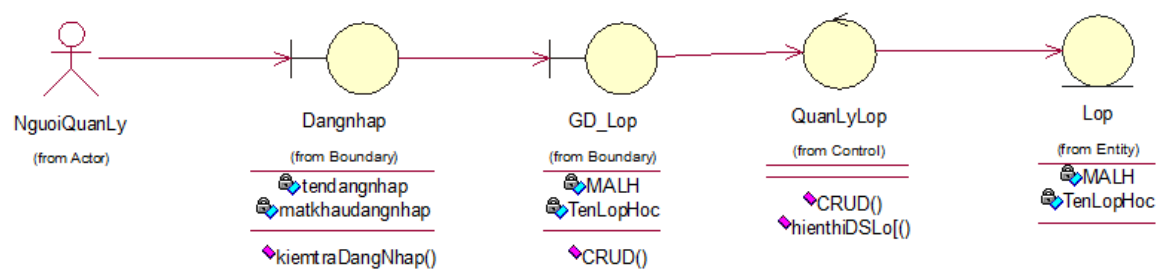 NguoiQuanLy
(from Actor)
Dangnhap
(from Boundary)
tendangnhap
matkhaudangnhap
kiemtraDangNhap()
GD_Lop
(from Boundary)
MALH
TenLopHoc
CRUD()
QuanLyLop
(from Control)
CRUD()
hienthiDSLo[()
Lop
(from Entity)
MALH
TenLopHoc